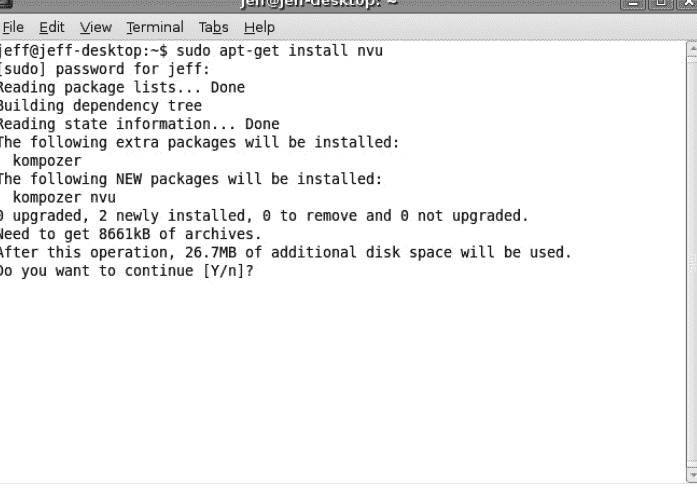 jeff@jeff-desktop: ~
File Edit View Terminal Tabs Help
jeff@jeff-desktop:~$ sudo apt-get install nvu
[sudo] password for jeff:
Reading package lists... Done
Building dependency tree
Reading state information... Done
The following extra packages will be installed:
  kompozer
The following NEW packages will be installed:
  kompozer nvu
0 upgraded, 2 newly installed, 0 to remove and 0 not upgraded.
Need to get 8661kB of archives.
After this operation, 26.7MB of additional disk space will be used.
Do you want to continue [Y/n]?